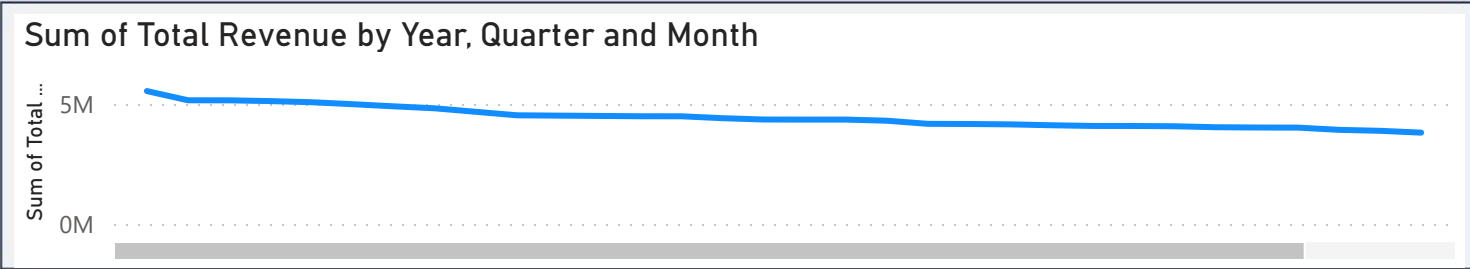 Sum of Total Revenue by Year, Quarter and Month
Sum of Total ...
5M
0M